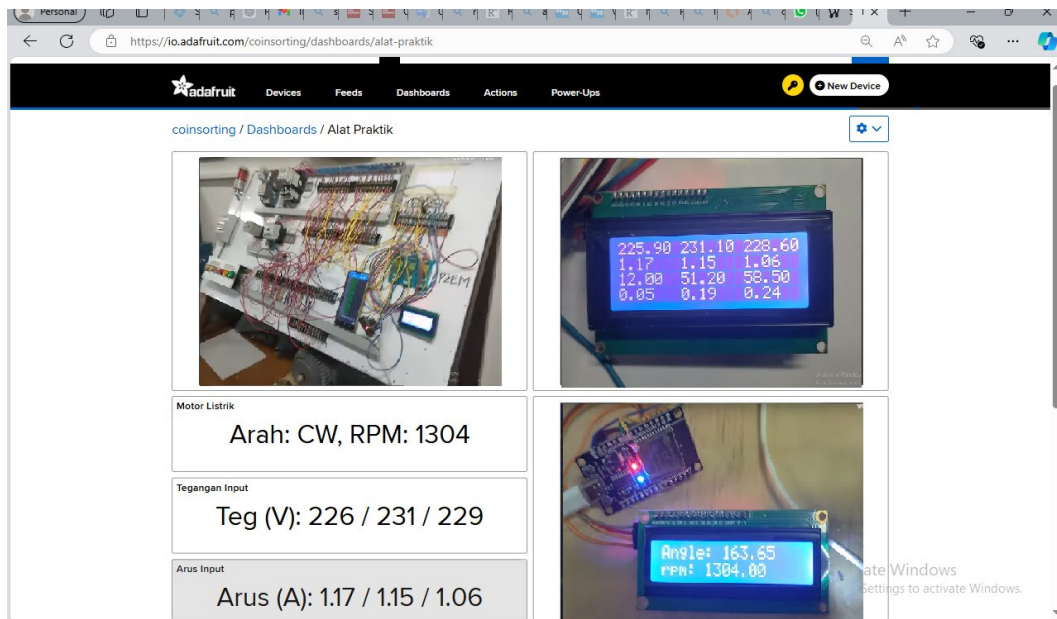 Personal
https://io.adafruit.com/coinsorting/dashboards/alat-praktik
adafruit Devices Feeds Dashboards Actions Power-Ups New Device
coinsorting / Dashboards / Alat Praktik
PZEM
225.90 231.10 228.60
1.17 1.15 1.06
12.00 51.20 58.50
0.05 0.19 0.24
Motor Listrik
Arah: CW, RPM: 1304
Tegangan Input
Teg (V): 226 / 231 / 229
Arus Input
Arus (A): 1.17 / 1.15 / 1.06
Angle: 163.65
rpm: 1304.00
ate Windows
Settings to activate Windows.